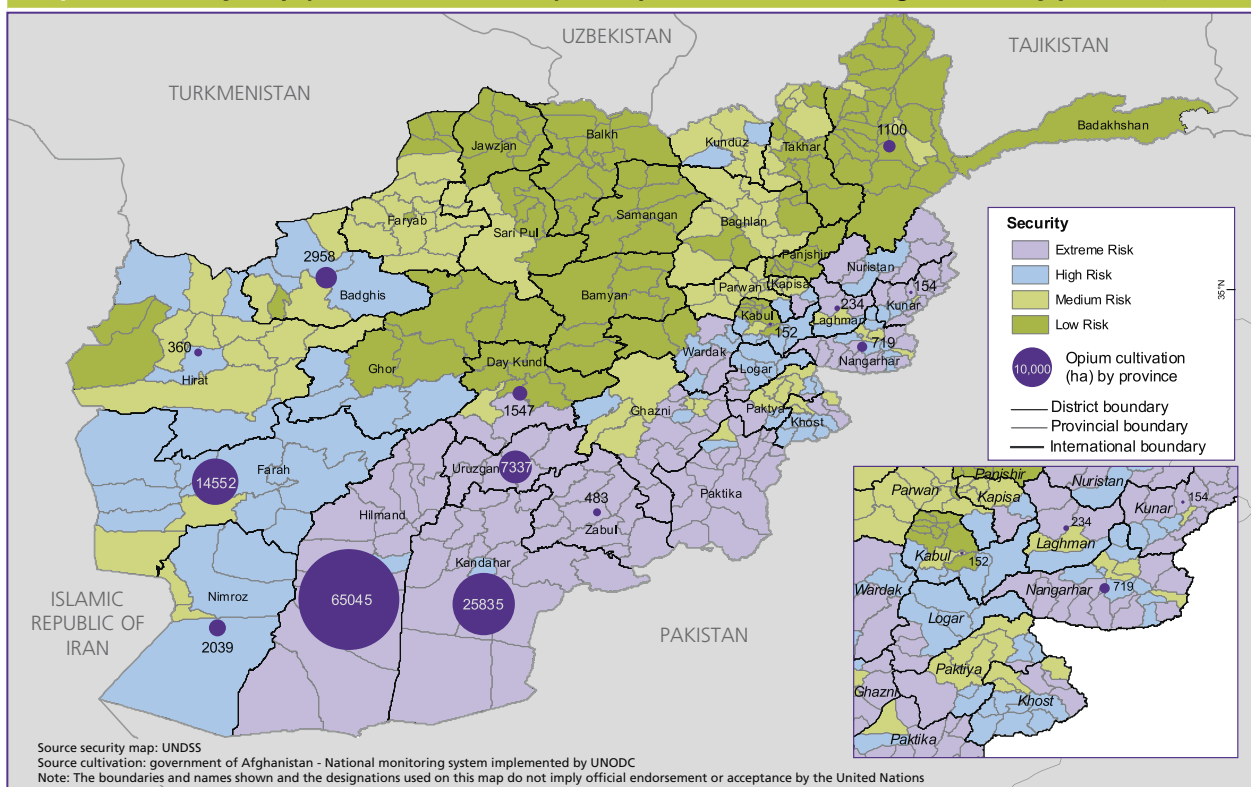 UZBEKISTAN
TAJIKISTAN
TURKMENISTAN
Badakhshan
1100
Balkh
Jawzjan
Kunduz
Takhar
Faryab
Sari Pul
Samangan
Baghlan
Panjshir
Nuristan
2958
Badghis
Bamyan
Parwan
Kapisa
154
Kunar
234
Laghman
Kabul
152
719
Nangarhar
360
Hirat
Ghor
Day Kundi
1547
Wardak
Logar
Ghazni
Paktya
Khost
14552
Farah
Uruzgan
7337
483
Zabul
Paktika
Hilmand
Kandahar
65045
25835
Nimroz
2039
ISLAMIC
REPUBLIC OF
IRAN
PAKISTAN
Security
Extreme Risk
High Risk
Medium Risk
Low Risk
10,000
Opium cultivation
(ha) by province
District boundary
Provincial boundary
International boundary
35°N
Panjshir
Parwan
Kapisa
Nuristan
Kunar
154
234
Laghman
Kabul
152
Wardak
Nangarhar
719
Logar
Paktiya
Ghazni
Khost
Paktika
Source security map: UNDSS
Source cultivation: government of Afghanistan - National monitoring system implemented by UNODC
Note: The boundaries and names shown and the designations used on this map do not imply official endorsement or acceptance by the United Nations